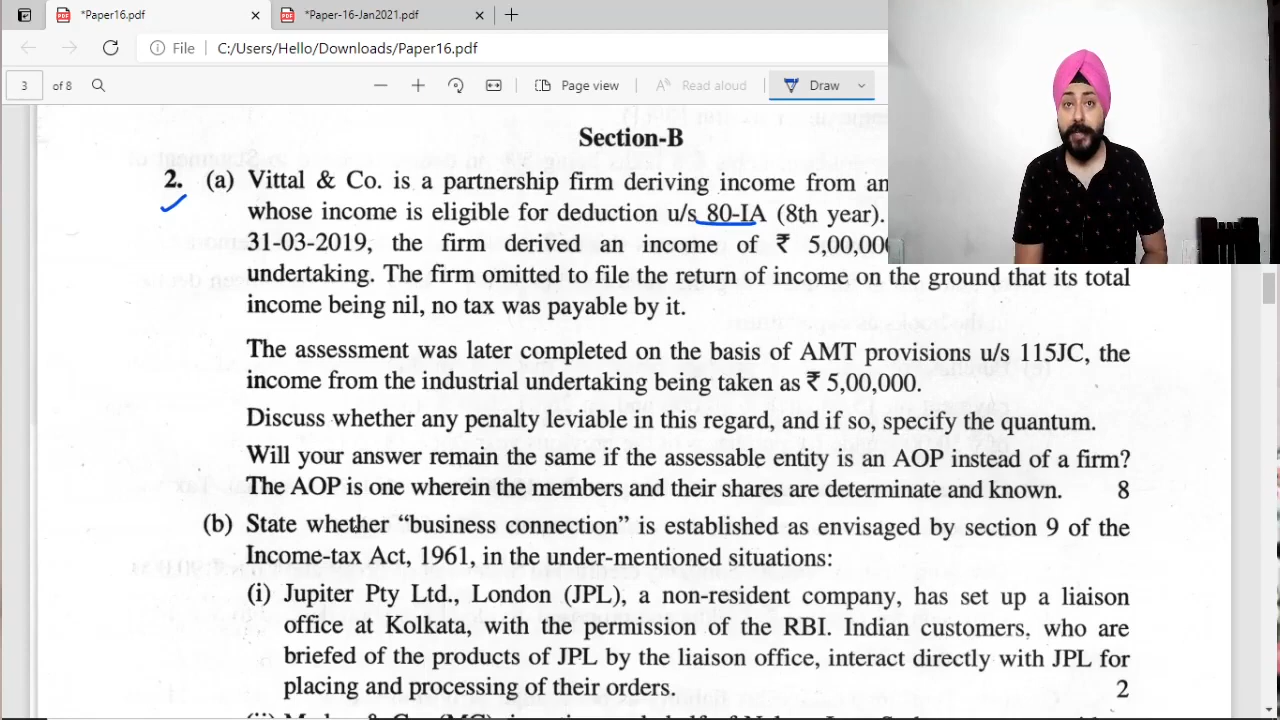 *Paper16.pdf
*Paper-16-Jan2021.pdf
File
C:/Users/Hello/Downloads/Paper16.pdf
3
of 8
Page view
Read aloud
Draw
Section-B
2. (a) Vittal & Co. is a partnership firm deriving income from an
whose income is eligible for deduction u/s 80-IA (8th year).
31-03-2019, the firm derived an income of ₹ 5,00,000
undertaking. The firm omitted to file the return of income on the ground that its total
income being nil, no tax was payable by it.
The assessment was later completed on the basis of AMT provisions u/s 115JC, the
income from the industrial undertaking being taken as ₹ 5,00,000.
Discuss whether any penalty leviable in this regard, and if so, specify the quantum.
Will your answer remain the same if the assessable entity is an AOP instead of a firm?
The AOP is one wherein the members and their shares are determinate and known. 8
(b) State whether “business connection” is established as envisaged by section 9 of the
Income-tax Act, 1961, in the under-mentioned situations:
(i) Jupiter Pty Ltd., London (JPL), a non-resident company, has set up a liaison
office at Kolkata, with the permission of the RBI. Indian customers, who are
briefed of the products of JPL by the liaison office, interact directly with JPL for
placing and processing of their orders. 2